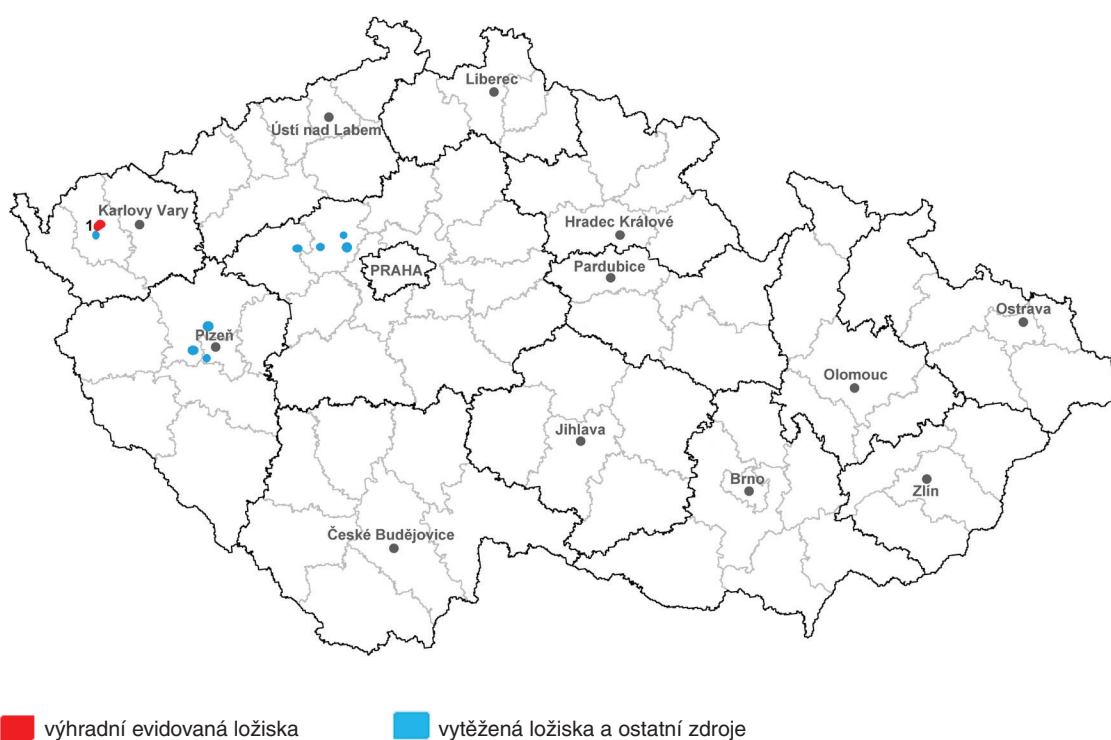 Liberec
Ústí nad Labem
Karlovy Vary
1
Hradec Králové
PRAHA
Pardubice
Ostrava
Plzeň
Olomouc
Jihlava
Brno
Zlín
České Budějovice
výhradní evidovaná ložiska
vytěžená ložiska a ostatní zdroje